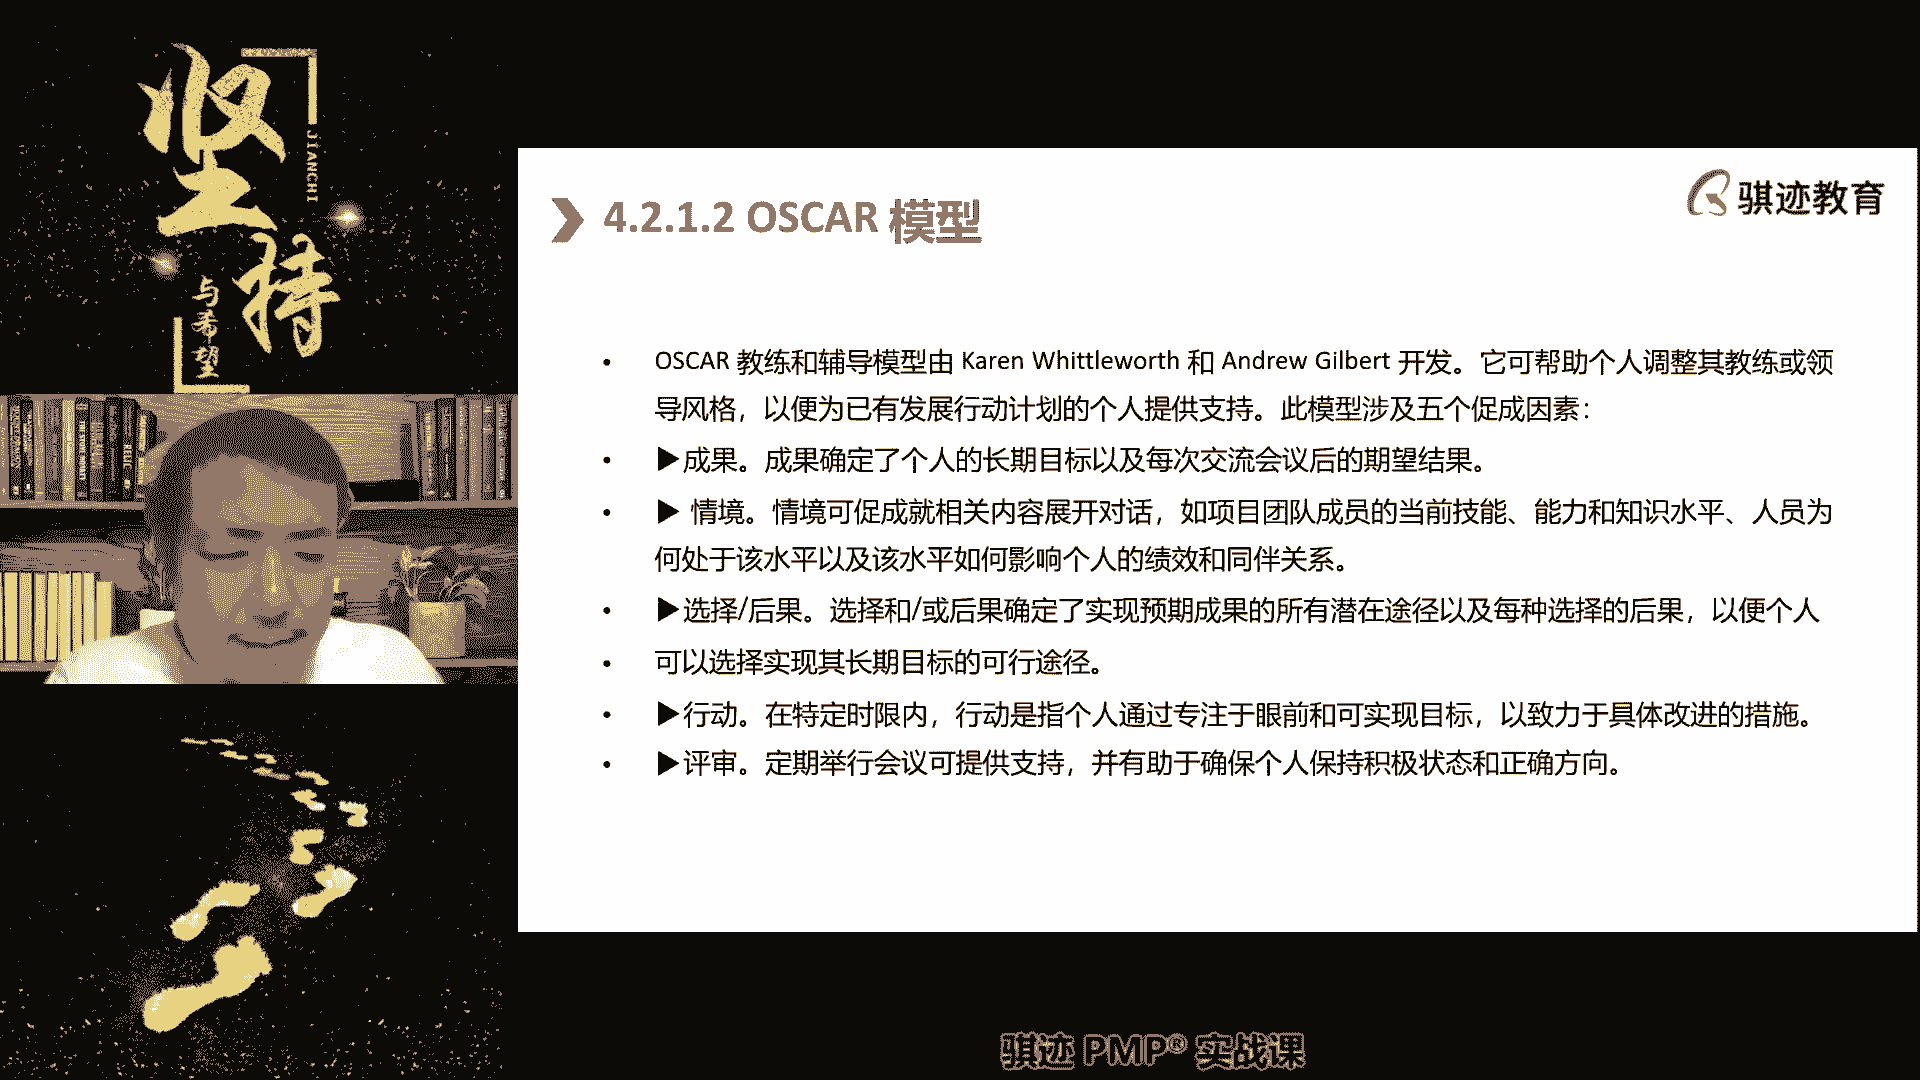 坚持
JIANCHI
与希望
骐迹教育
4.2.1.2 OSCAR 模型
• OSCAR 教练和辅导模型由 Karen Whittleworth 和 Andrew Gilbert 开发。它可帮助个人调整其教练或领
导风格，以便为已有发展行动计划的个人提供支持。此模型涉及五个促成因素：
• ▶成果。成果确定了个人的长期目标以及每次交流会议后的期望结果。
• ▶ 情境。情境可促成就相关内容展开对话，如项目团队成员的当前技能、能力和知识水平、人员为
何处于该水平以及该水平如何影响个人的绩效和同伴关系。
• ▶选择/后果。选择和/或后果确定了实现预期成果的所有潜在途径以及每种选择的后果，以便个人
• 可以选择实现其长期目标的可行途径。
• ▶行动。在特定时限内，行动是指个人通过专注于眼前和可实现目标，以致力于具体改进的措施。
• ▶评审。定期举行会议可提供支持，并有助于确保个人保持积极状态和正确方向。
骐迹 PMP® 实战课